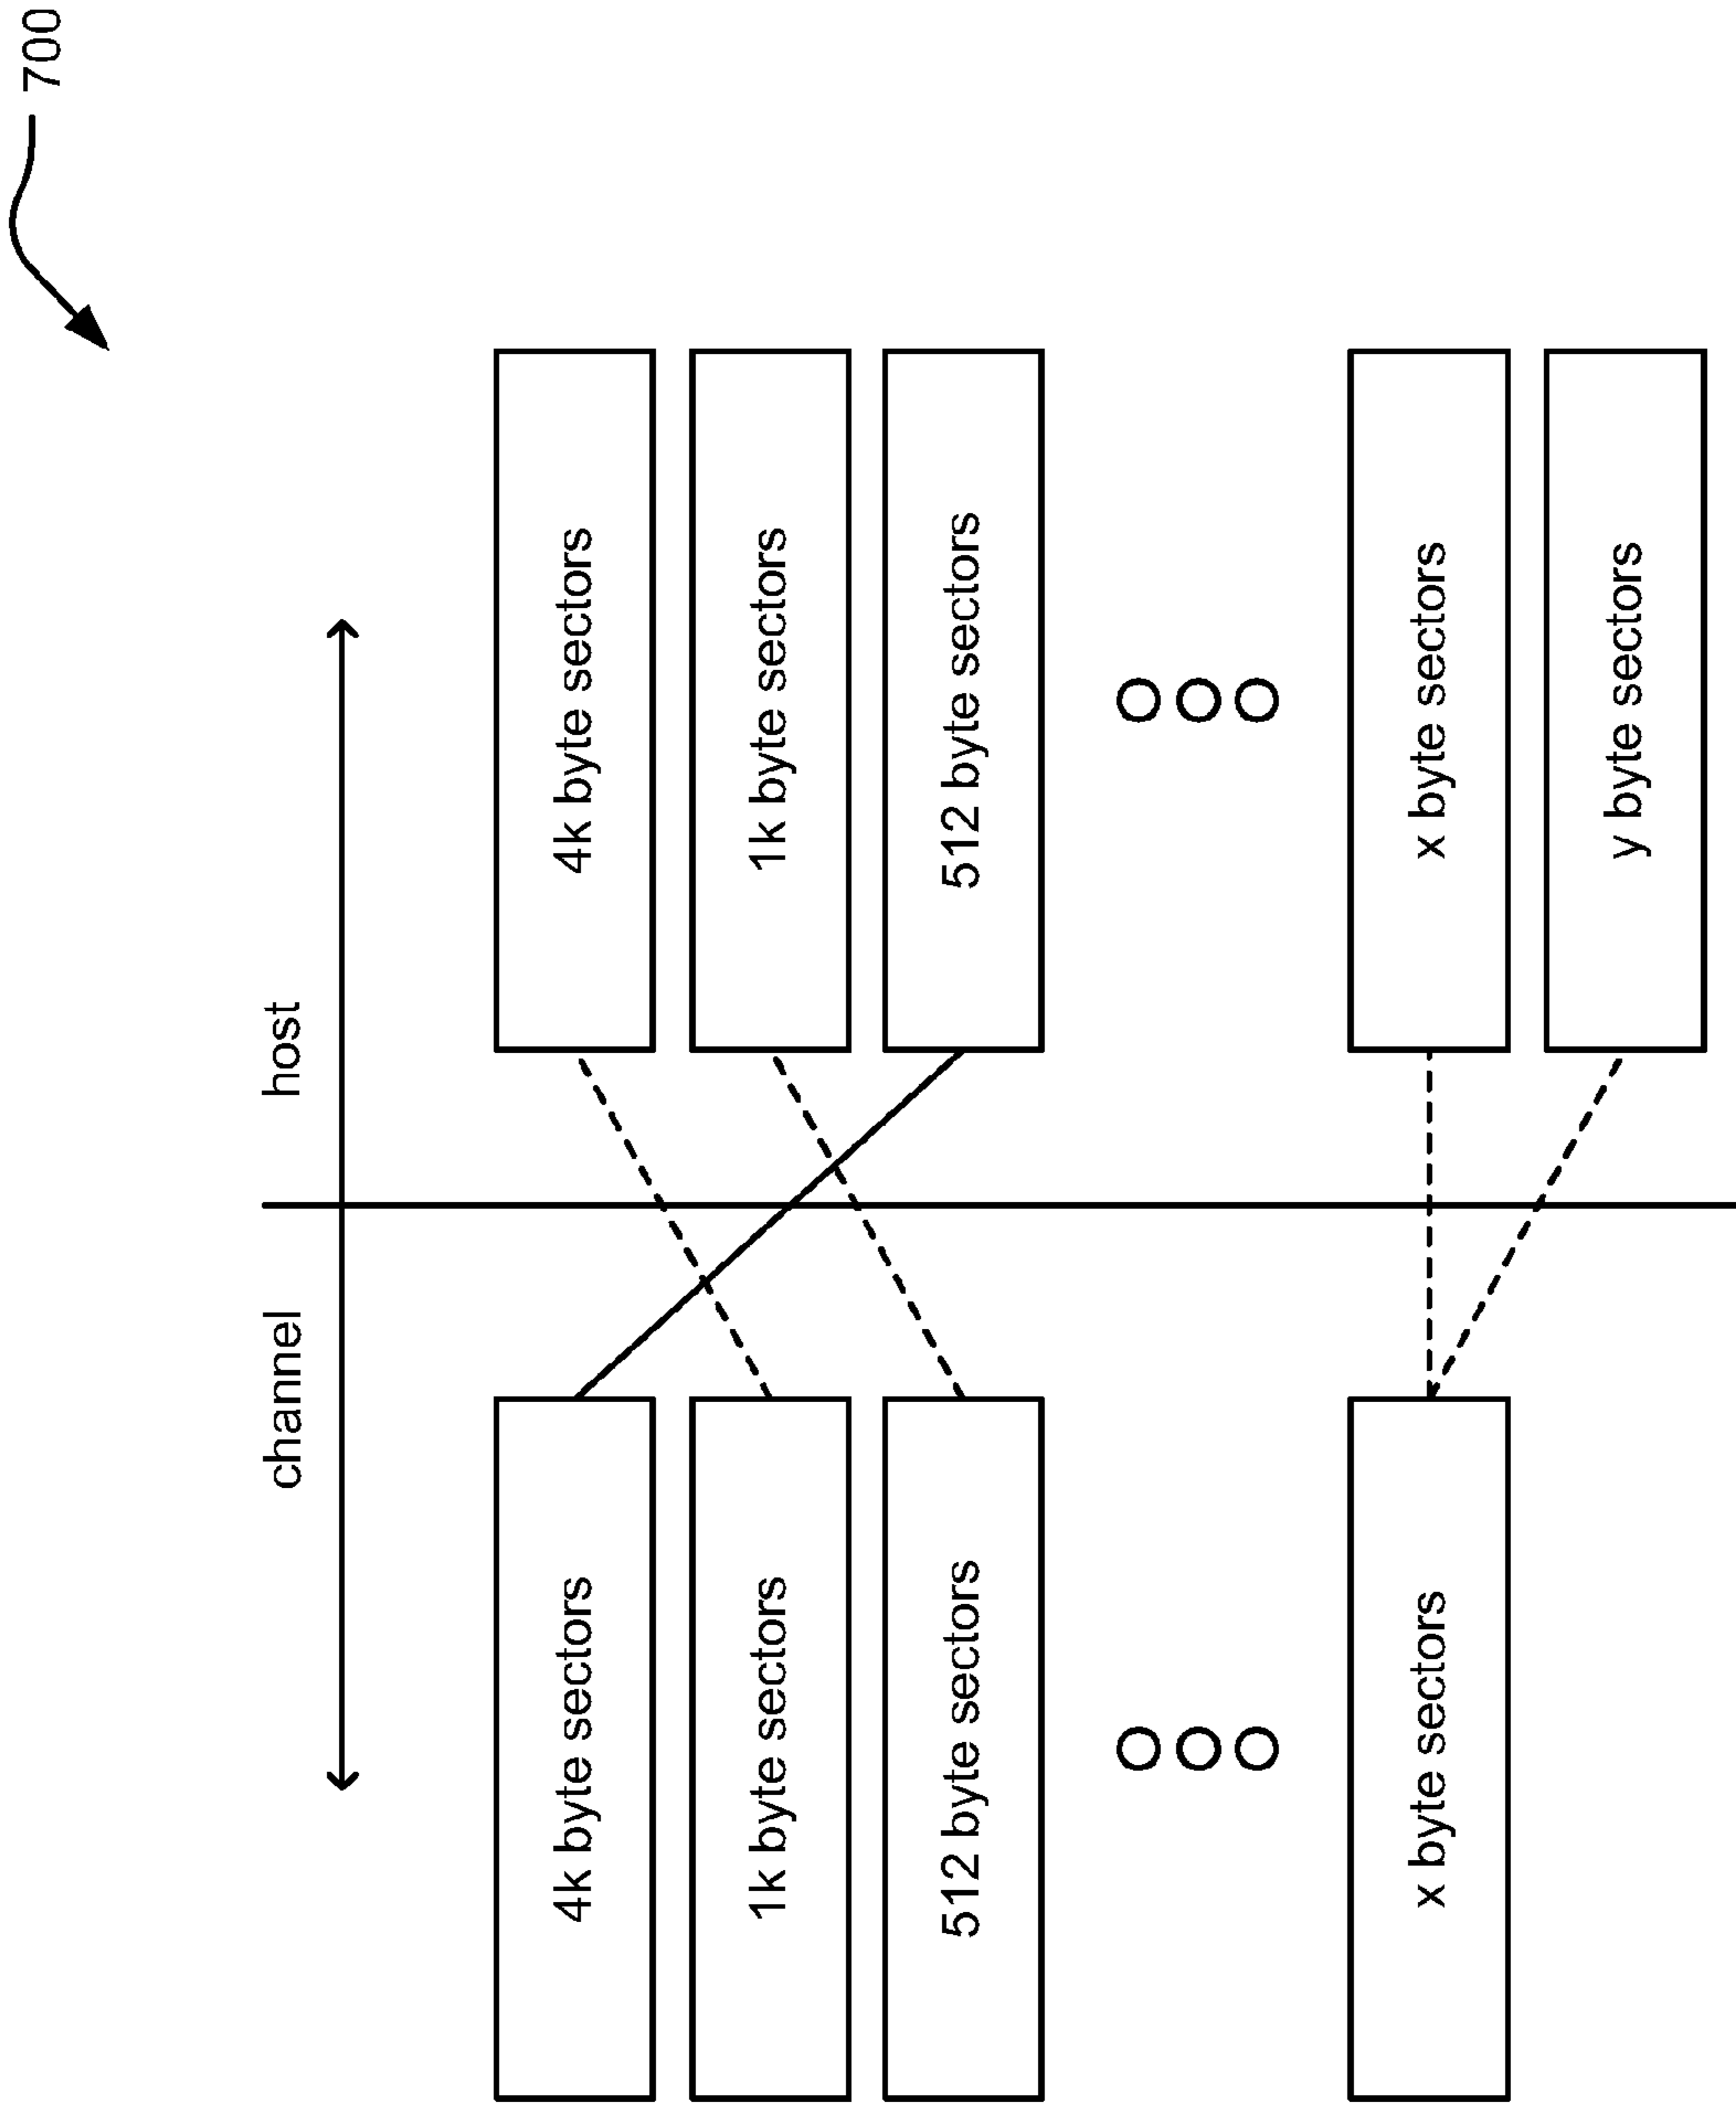 700
channel
host
4k byte sectors
4k byte sectors
1k byte sectors
1k byte sectors
512 byte sectors
512 byte sectors
x byte sectors
x byte sectors
y byte sectors